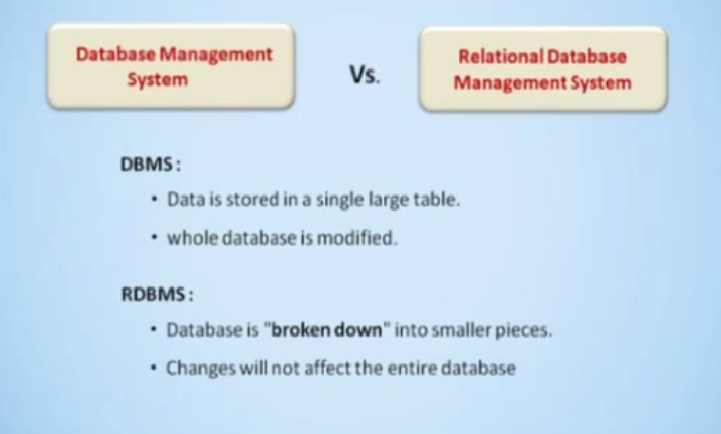 Database Management
System
Vs.
Relational Database
Management System
DBMS :
• Data is stored in a single large table.
• whole database is modified.
RDBMS :
• Database is "broken down" into smaller pieces.
• Changes will not affect the entire database